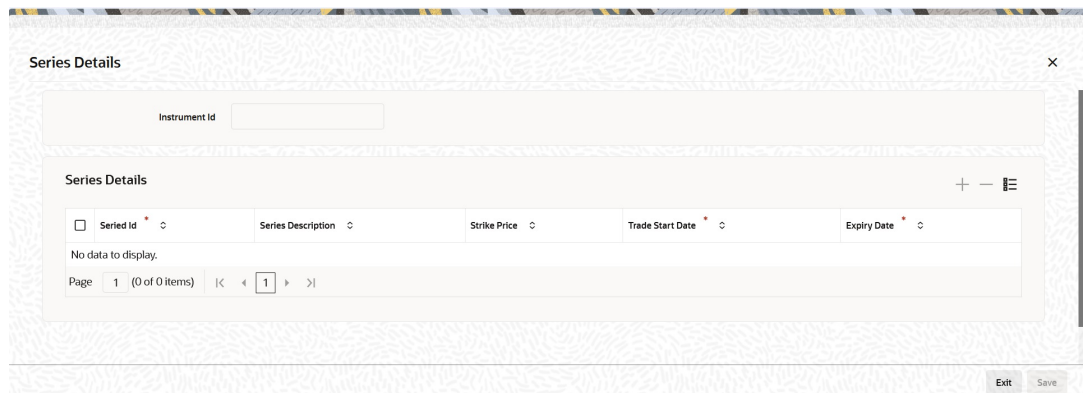 Series Details
Instrument Id
Series Details
Seried Id * Series Description Strike Price Trade Start Date * Expiry Date *
No data to display.
Page 1 (0 of 0 items) 1
Exit Save